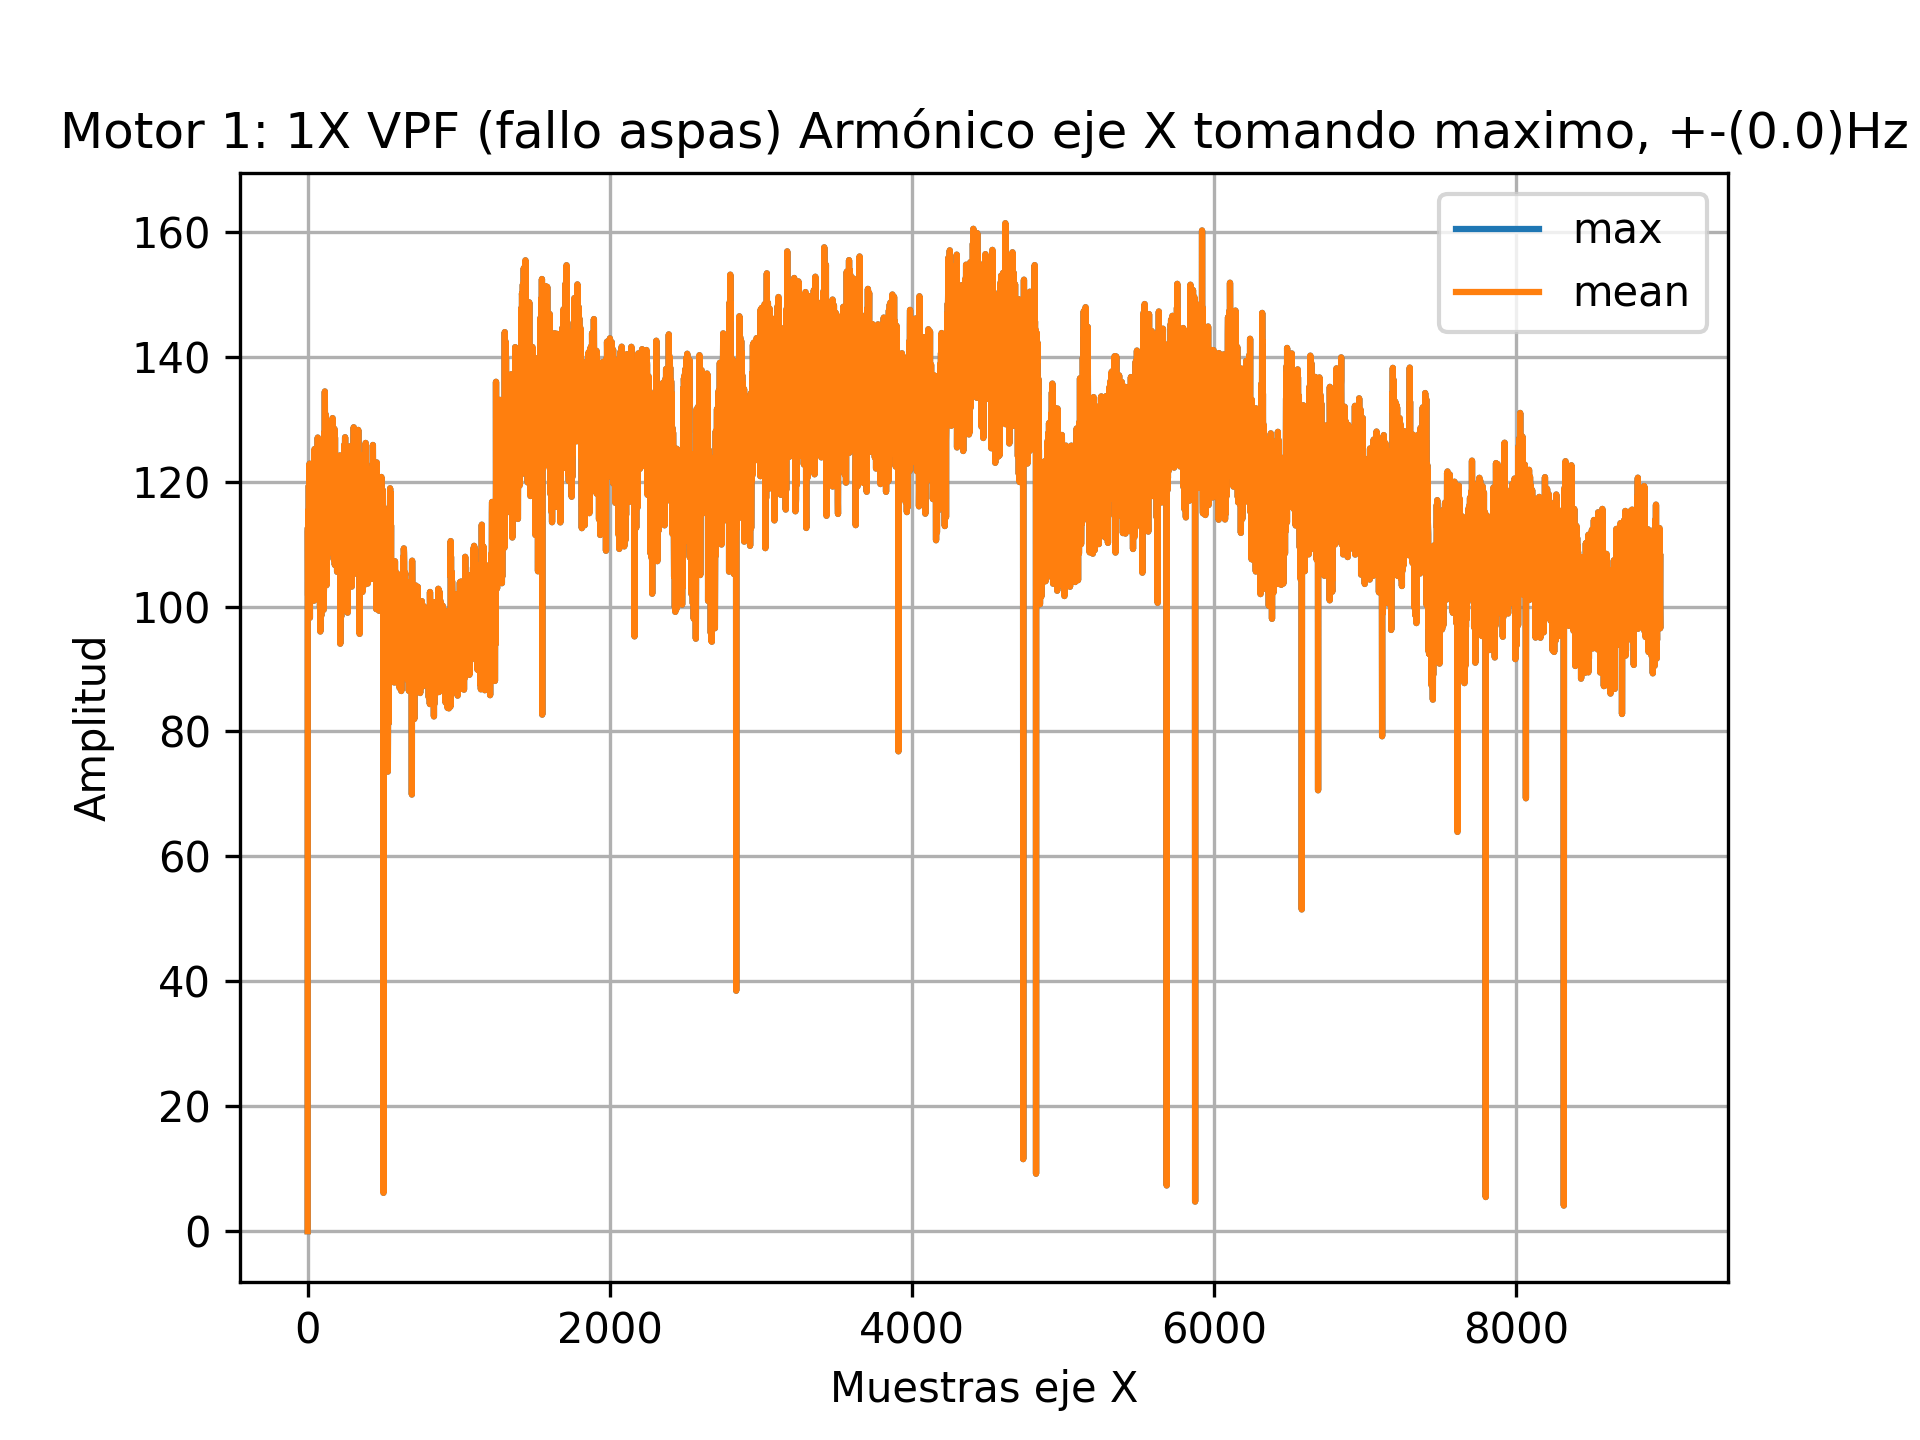 Motor 1: 1X VPF (fallo aspas) Armónico eje X tomando maximo, +-(0.0)Hz
max
mean
160
140
120
100
80
60
40
20
0
Amplitud
0 2000 4000 6000 8000
Muestras eje X